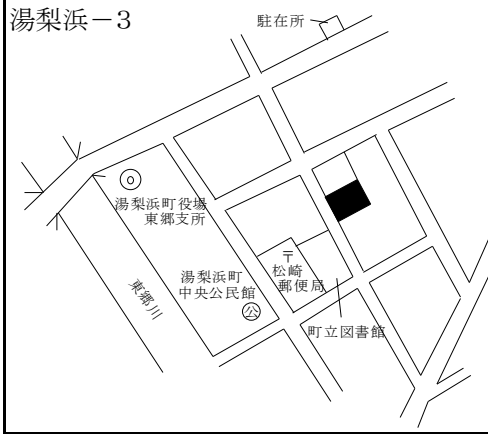 湯梨浜－3
駐在所
湯梨浜町役場
東郷支所
〒
松崎
郵便局
湯梨浜町
中央公民館
公
東郷川
町立図書館